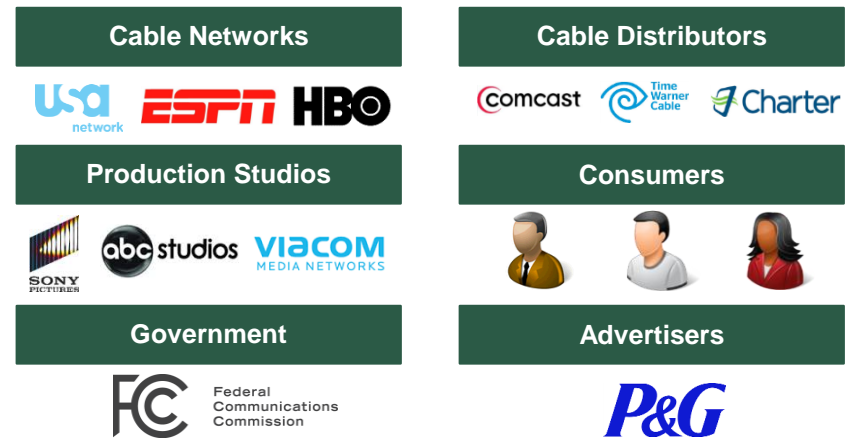 Cable Networks
Cable Distributors
usa
network
ESPN
HBO
comcast
Time
Warner
Cable
Charter
Production Studios
Consumers
SONY
PICTURES
abc studios
VIACOM
MEDIA NETWORKS
Government
Advertisers
FCC
Federal
Communications
Commission
P&G